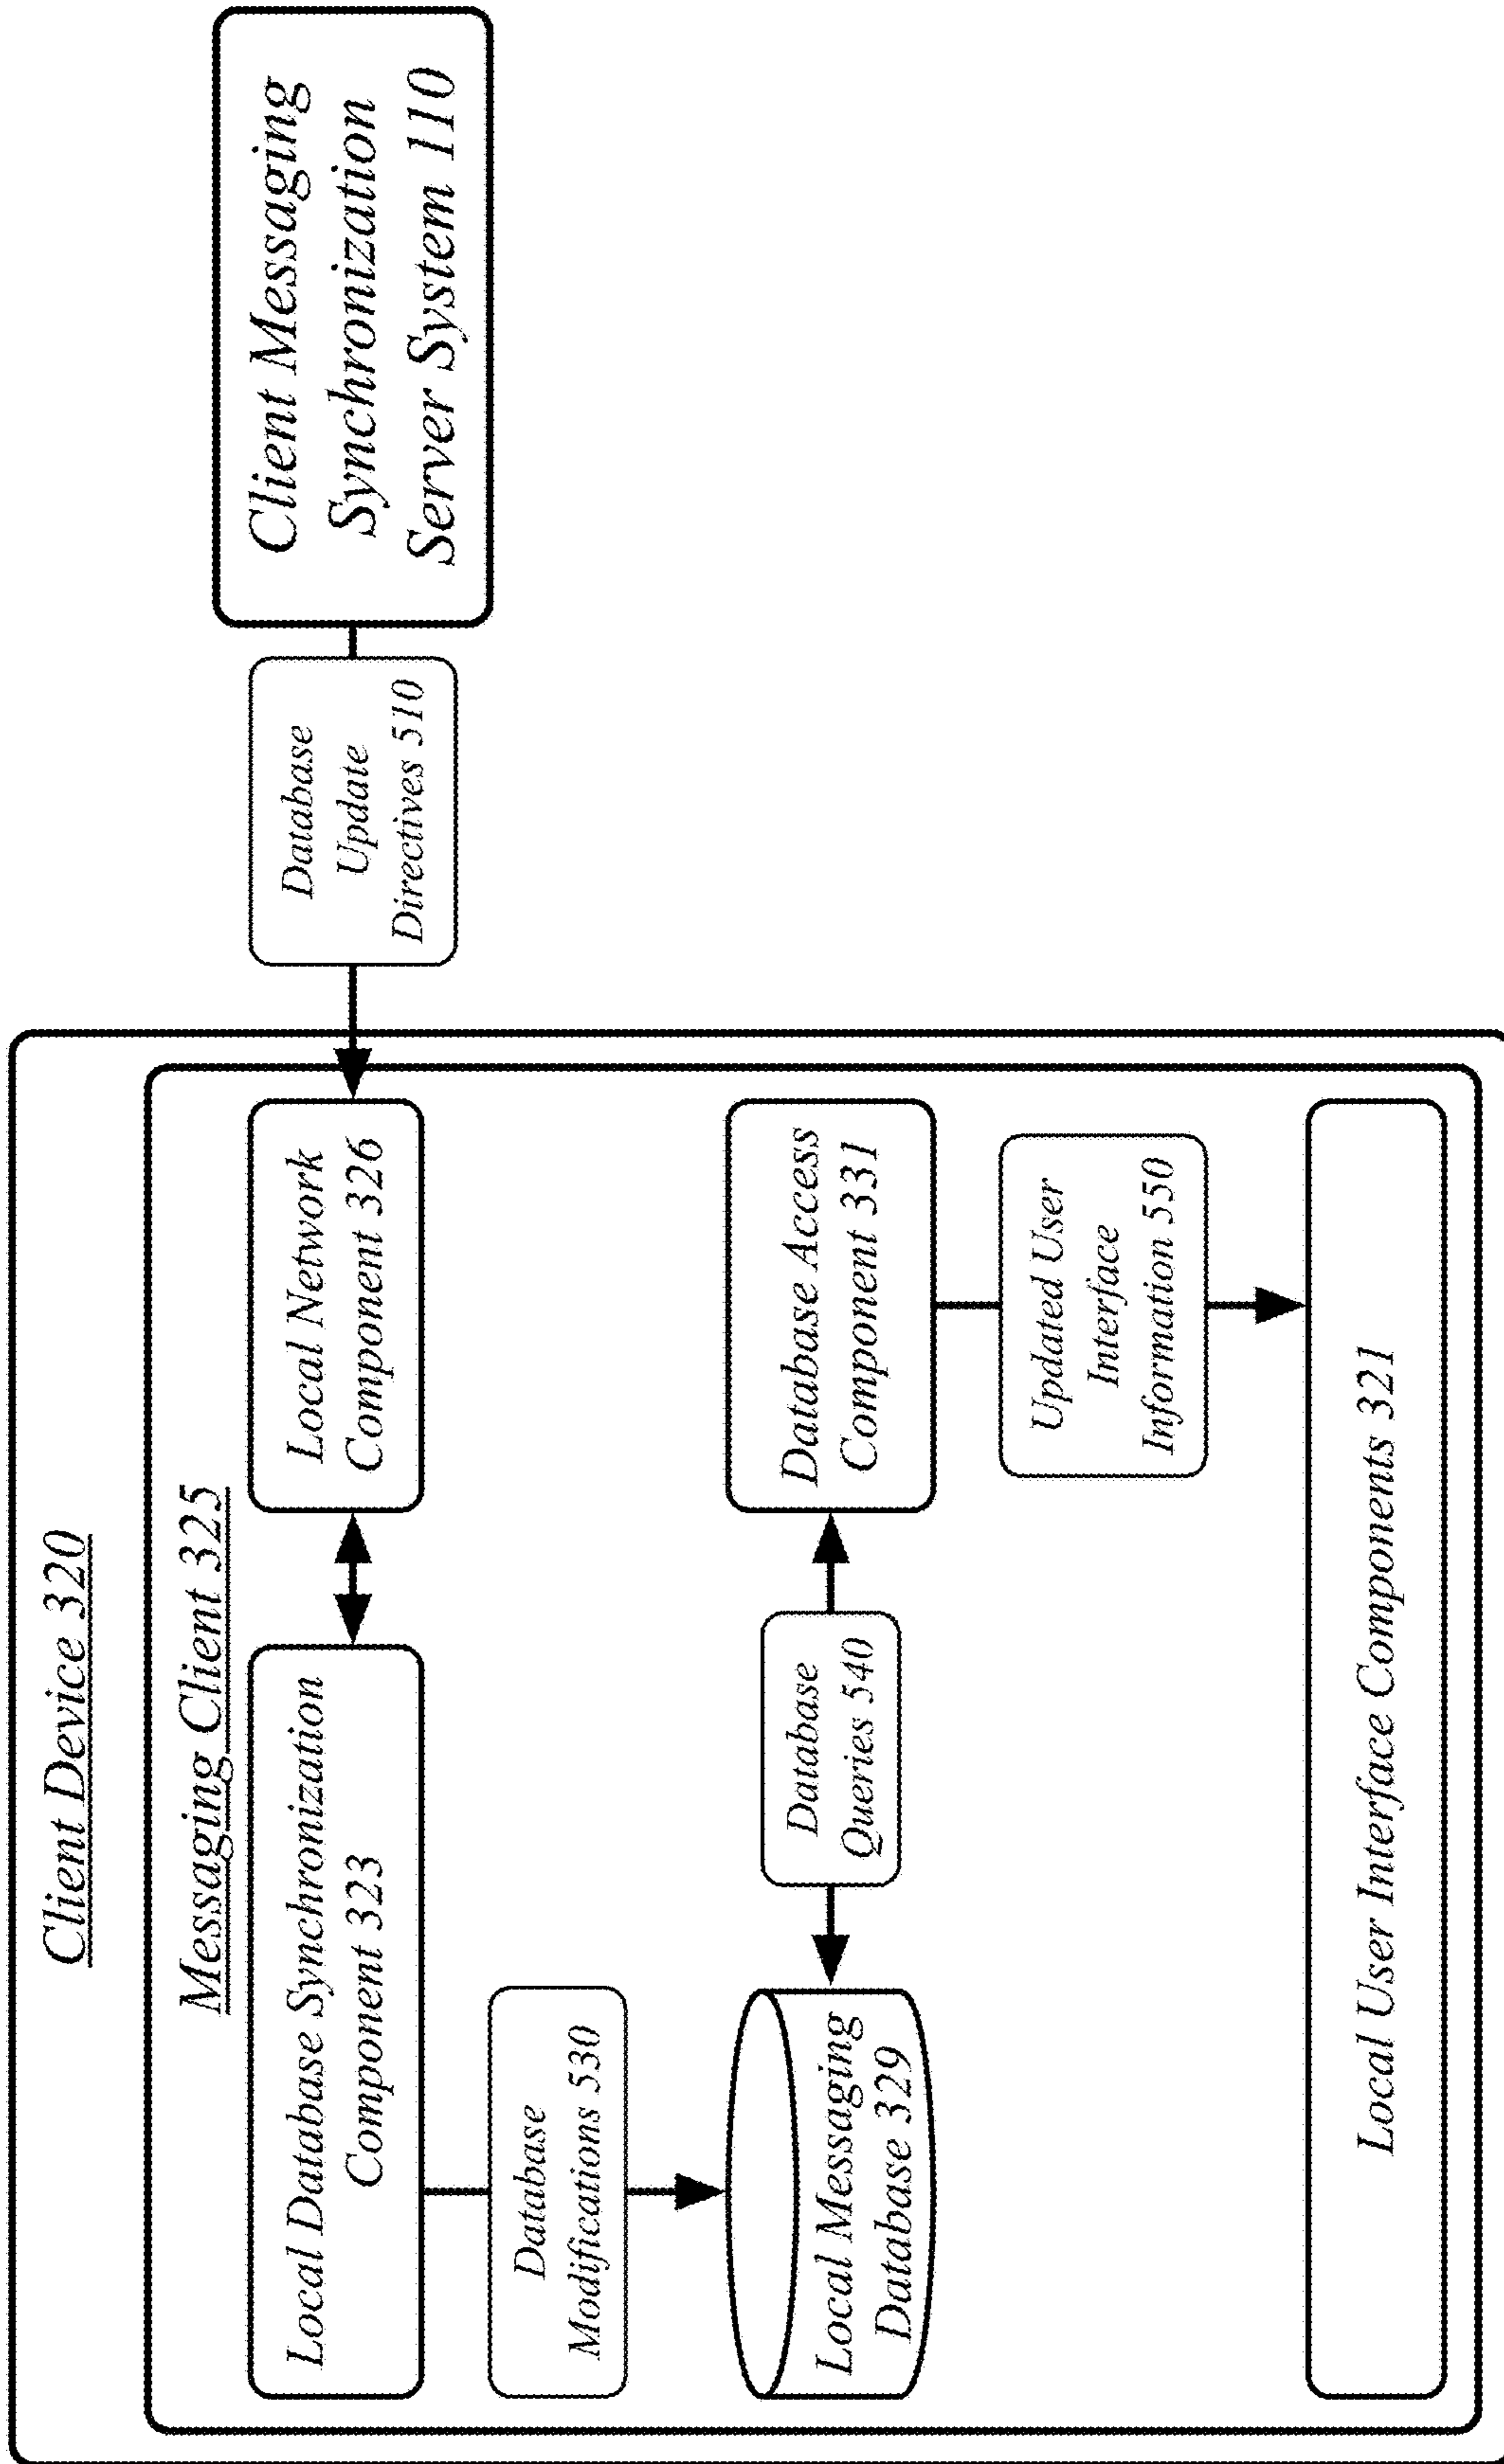 Client Device 320
Messaging Client 325
Local Database Synchronization
Component 323
Local Network
Component 326
Database
Update
Directives 510
Client Messaging
Synchronization
Server System 110
Database
Modifications 530
Local Messaging
Database 329
Database
Queries 540
Database Access
Component 331
Updated User
Interface
Information 550
Local User Interface Components 321